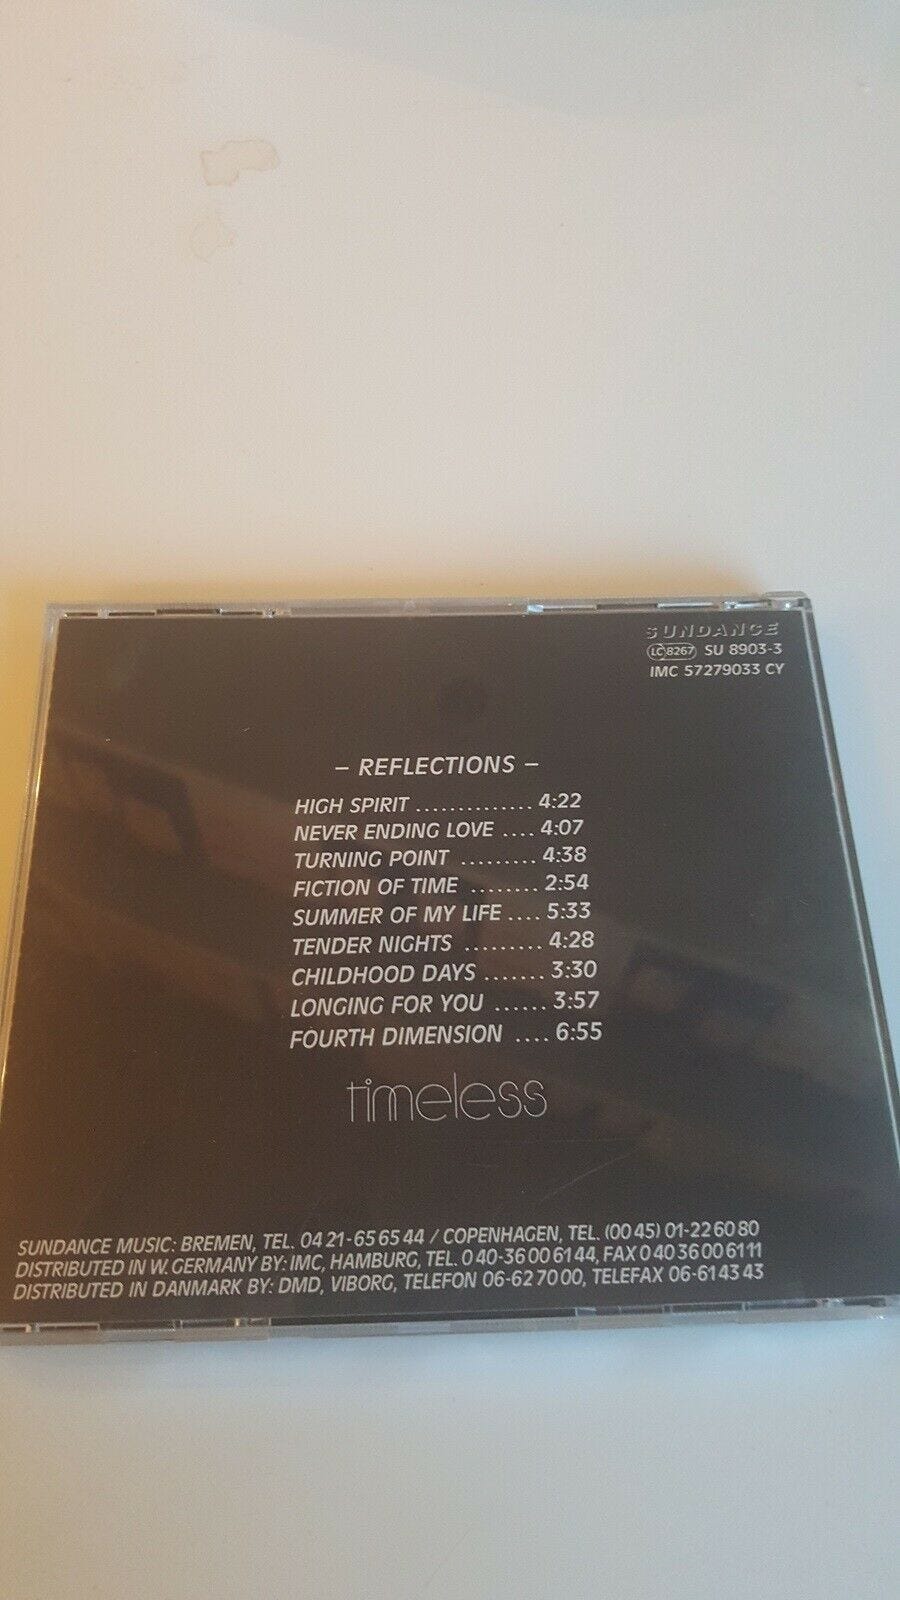 SUNDANCE
LC 8267 SU 8903-3
IMC 57279033 CY
– REFLECTIONS –
HIGH SPIRIT .............. 4:22
NEVER ENDING LOVE .... 4:07
TURNING POINT ......... 4:38
FICTION OF TIME ........ 2:54
SUMMER OF MY LIFE .... 5:33
TENDER NIGHTS ......... 4:28
CHILDHOOD DAYS ....... 3:30
LONGING FOR YOU ...... 3:57
FOURTH DIMENSION .... 6:55
timeless
SUNDANCE MUSIC: BREMEN, TEL. 04 21-65 65 44 / COPENHAGEN, TEL. (00 45) 01-22 60 80
DISTRIBUTED IN W. GERMANY BY: IMC, HAMBURG, TEL. 0 40-36 00 61 44, FAX 0 40 36 00 61 11
DISTRIBUTED IN DANMARK BY: DMD, VIBORG, TELEFON 06-62 70 00, TELEFAX 06-61 43 43